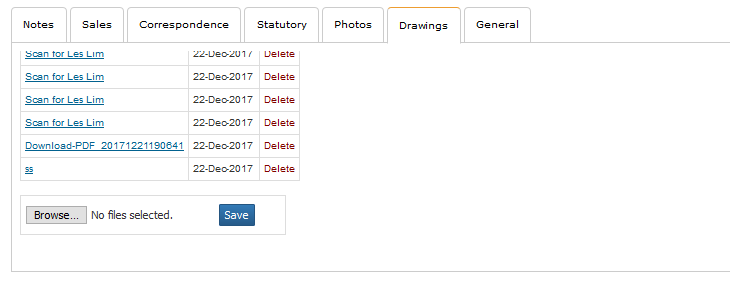 Notes Sales Correspondence Statutory Photos Drawings General
Scan for Les Lim 22-Dec-2017 Delete
Scan for Les Lim 22-Dec-2017 Delete
Scan for Les Lim 22-Dec-2017 Delete
Scan for Les Lim 22-Dec-2017 Delete
Download-PDF_20171221190641 22-Dec-2017 Delete
ss 22-Dec-2017 Delete
Browse... No files selected. Save